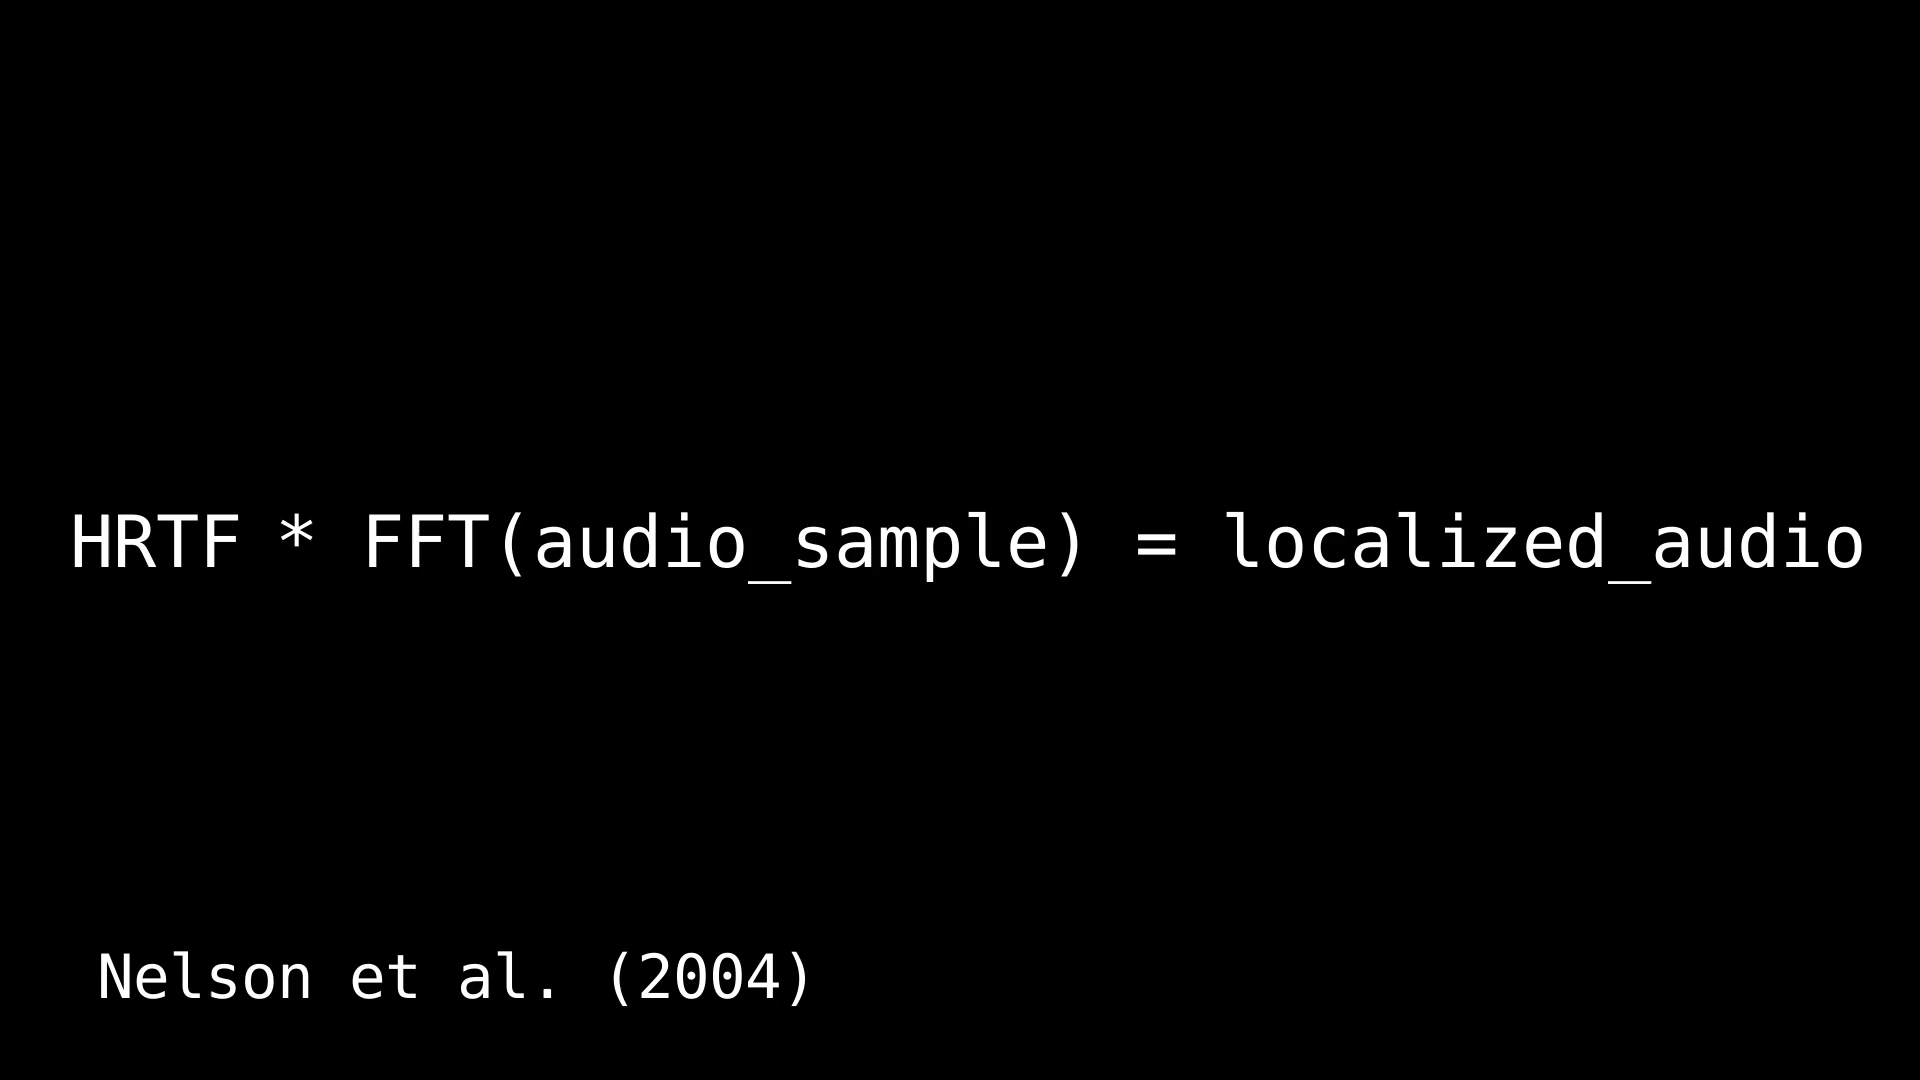 HRTF * FFT(audio_sample) = localized_audio
Nelson et al. (2004)